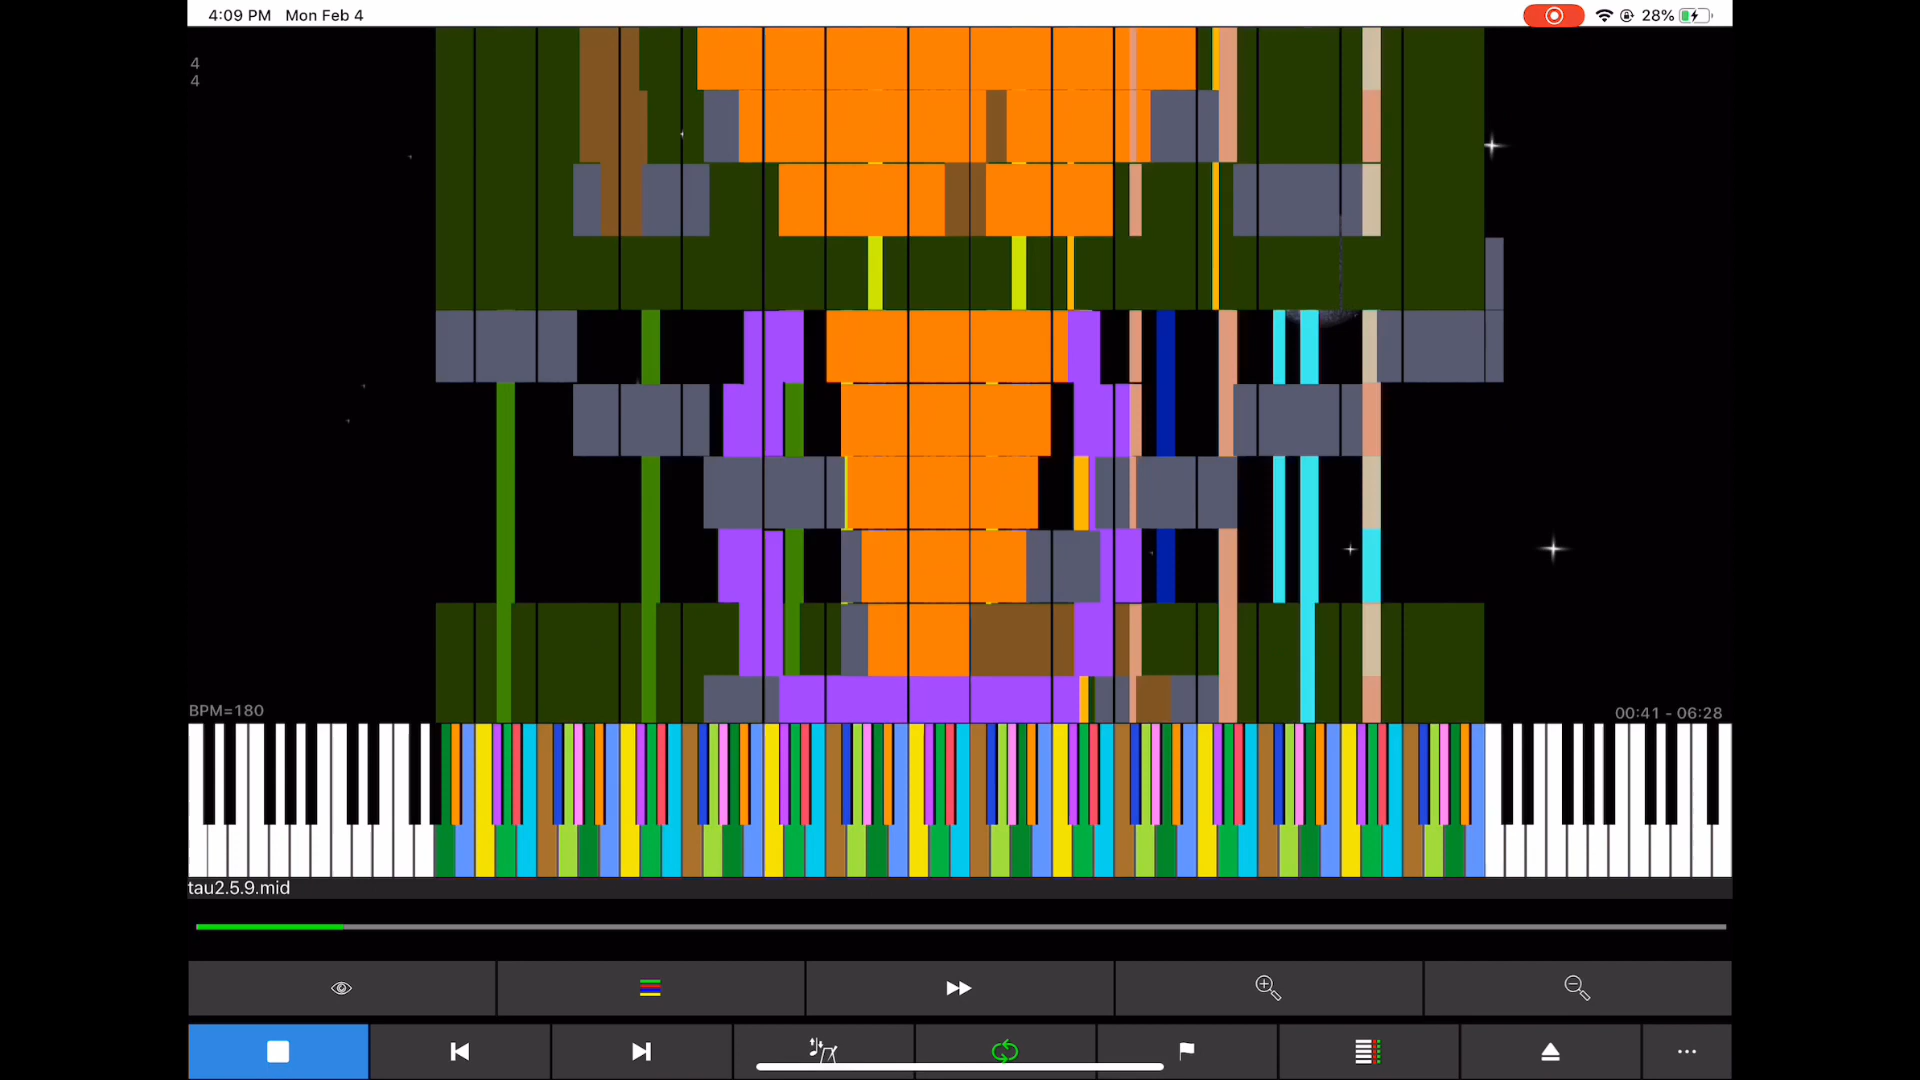 4:09 PM Mon Feb 4
28%
4
4
BPM=180
00:41 - 06:28
tau2.5.9.mid